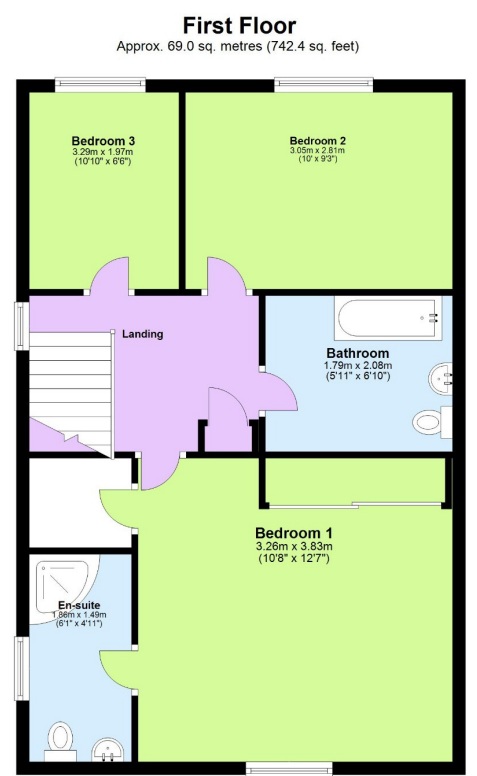 First Floor
Approx. 69.0 sq. metres (742.4 sq. feet)
Bedroom 3
3.29m x 1.97m
(10'10" x 6'6")
Bedroom 2
3.05m x 2.81m
(10' x 9'3")
Landing
Bathroom
1.79m x 2.08m
(5'11" x 6'10")
Bedroom 1
3.26m x 3.83m
(10'8" x 12'7")
En-suite
1.86m x 1.49m
(6'1" x 4'11")